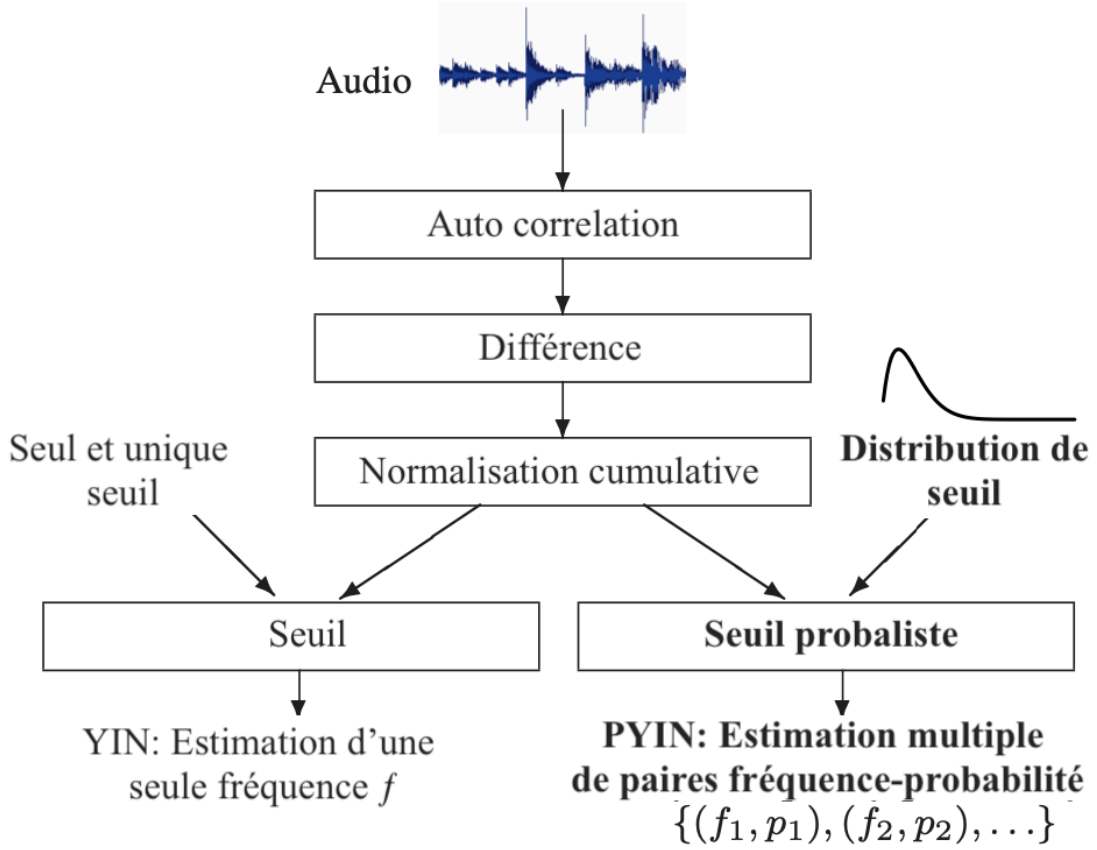 Audio
Auto correlation
Différence
Normalisation cumulative
Seul et unique
seuil
Distribution de
seuil
Seuil
Seuil probaliste
YIN: Estimation d’une
seule fréquence f
PYIN: Estimation multiple
de paires fréquence-probabilité
{(f₁, p₁), (f₂, p₂), . . .}